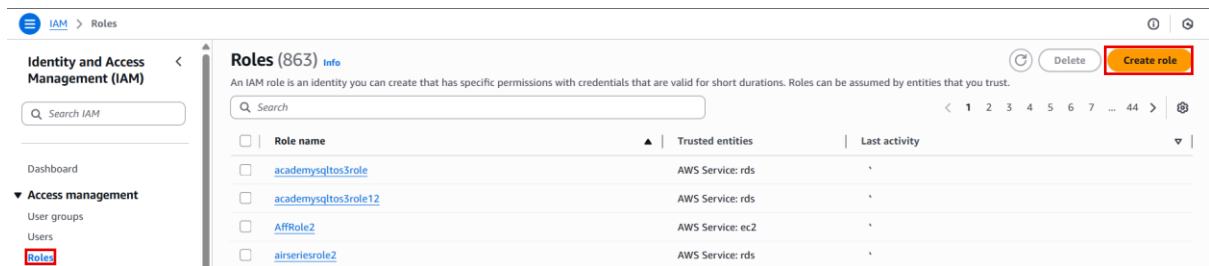 IAM > Roles
Identity and Access Management (IAM)
Search IAM
Dashboard
Access management
User groups
Users
Roles
Roles (863) Info
Delete
Create role
An IAM role is an identity you can create that has specific permissions with credentials that are valid for short durations. Roles can be assumed by entities that you trust.
Search
1 2 3 4 5 6 7 ... 44
Role name Trusted entities Last activity
academysqltos3role AWS Service: rds
academysqltos3role12 AWS Service: rds
AffRole2 AWS Service: ec2
airseriesrole2 AWS Service: rds